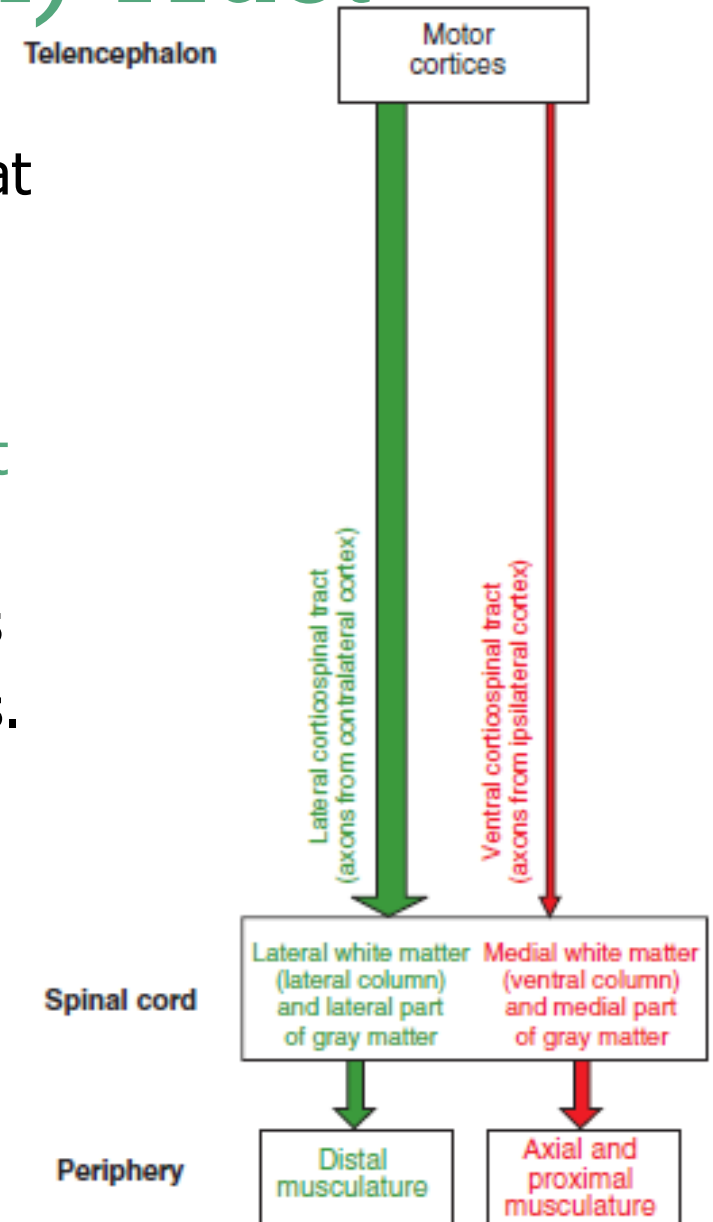 Tract
Telencephalon
Motor
cortices
at
t
s
s.
Lateral corticospinal tract
(axons from contralateral cortex)
Ventral corticospinal tract
(axons from ipsilateral cortex)
Spinal cord
Lateral white matter
(lateral column)
and lateral part
of gray matter
Medial white matter
(ventral column)
and medial part
of gray matter
Periphery
Distal
musculature
Axial and
proximal
musculature